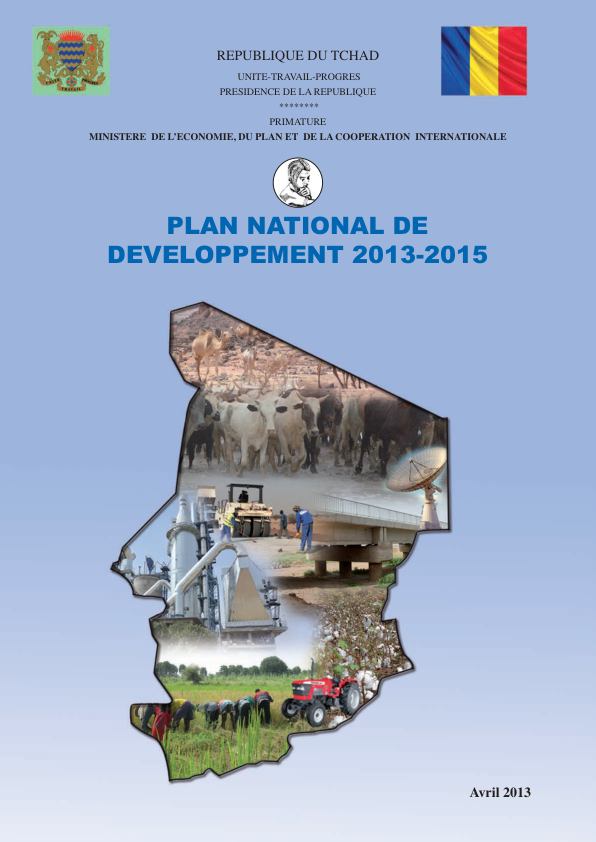 REPUBLIQUE DU TCHAD
UNITE-TRAVAIL-PROGRES
PRESIDENCE DE LA REPUBLIQUE
********
PRIMATURE
MINISTERE DE L'ECONOMIE, DU PLAN ET DE LA COOPERATION INTERNATIONALE
PLAN NATIONAL DE
DEVELOPPEMENT 2013-2015
Avril 2013